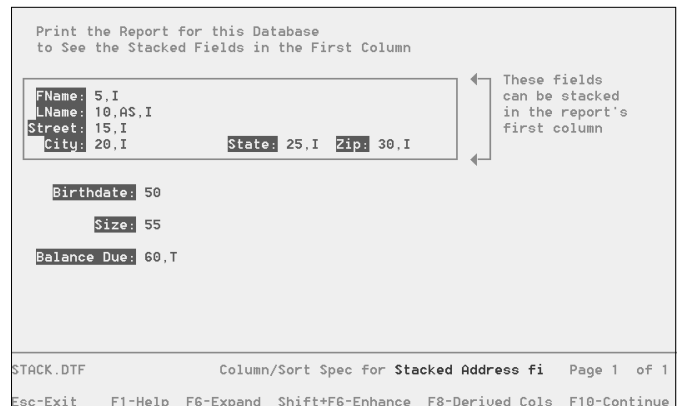 Print the Report for this Database
to See the Stacked Fields in the First Column
FName: 5,I
LName: 10,AS,I
Street: 15,I
City: 20,I State: 25,I Zip: 30,I
These fields
can be stacked
in the report's
first column
Birthdate: 50
Size: 55
Balance Due: 60,T
STACK.DTF Column/Sort Spec for Stacked Address fi Page 1 of 1
Esc-Exit F1-Help F6-Expand Shift+F6-Enhance F8-Derived Cols F10-Continue